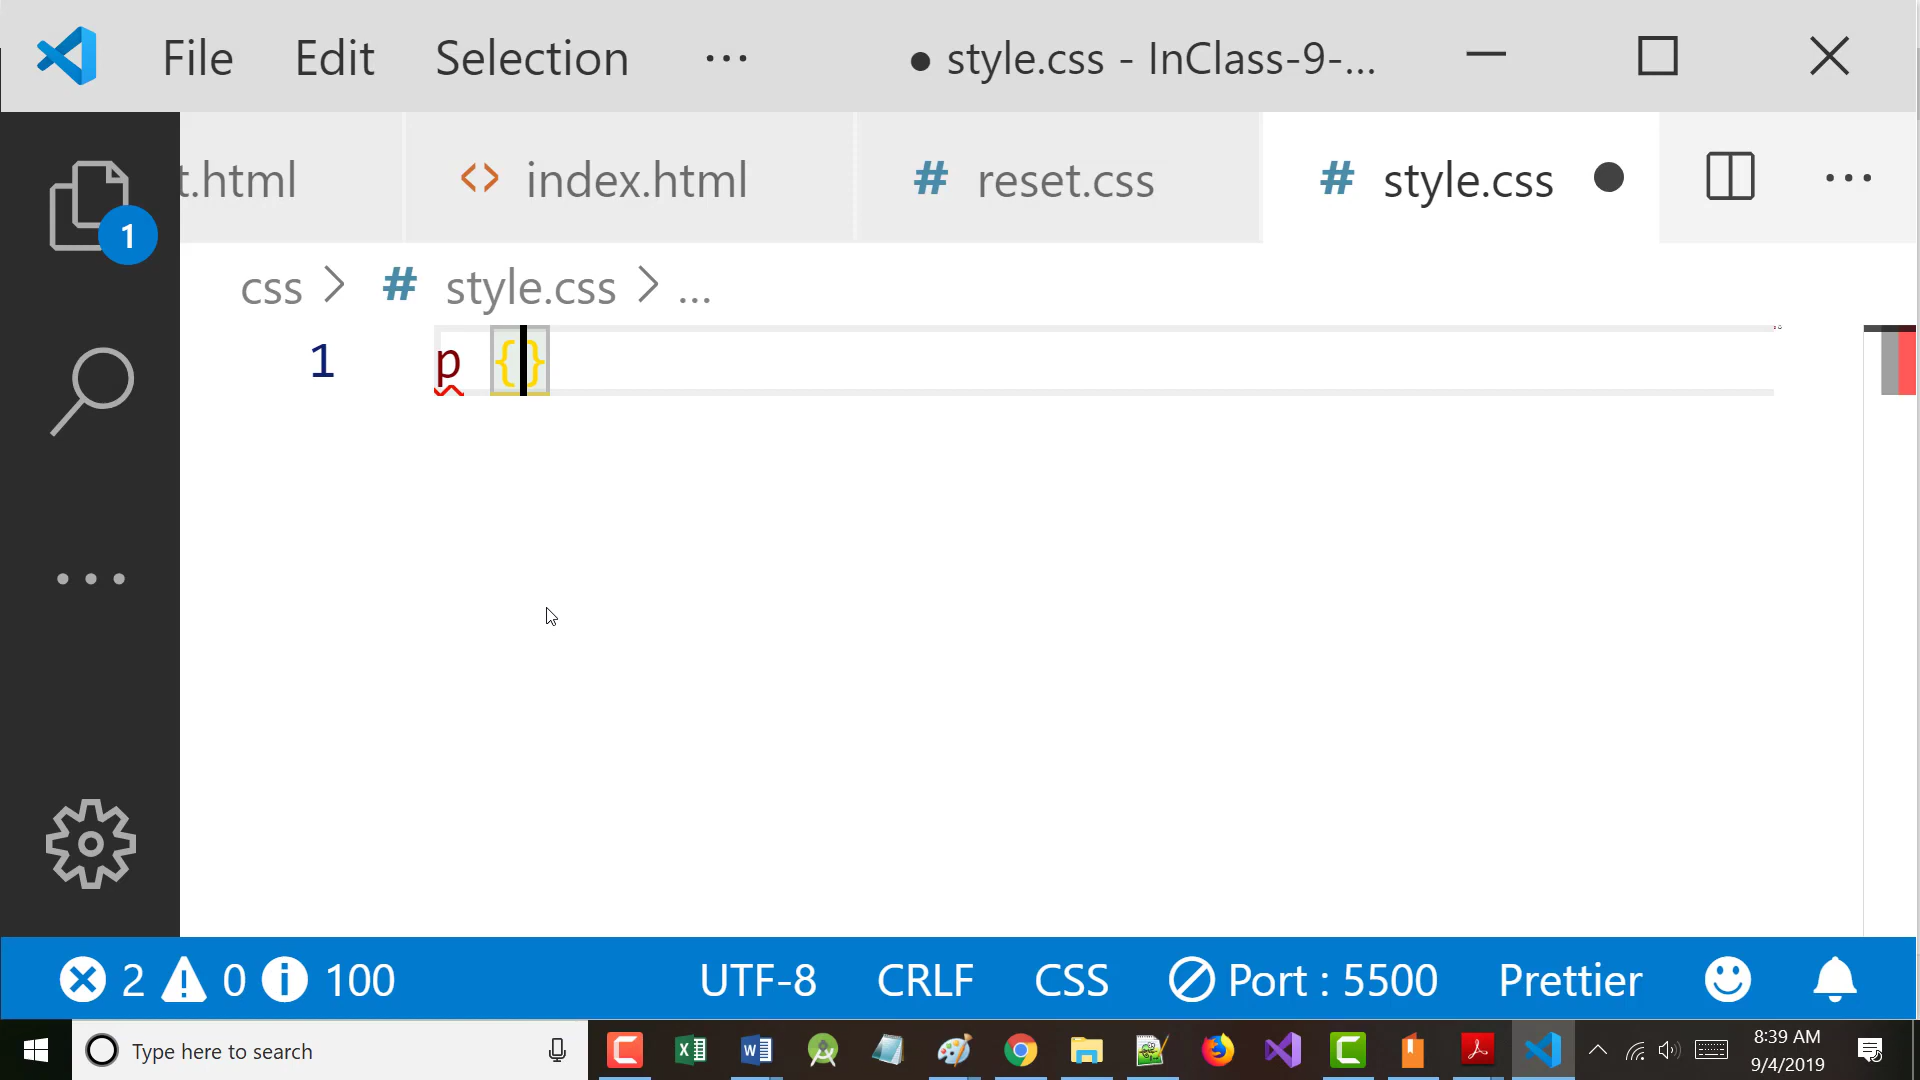 File Edit Selection ... ● style.css - InClass-9-...
t.html <> index.html # reset.css # style.css ● ...
1
css > # style.css > ...
1 p {}
2 0 100 UTF-8 CRLF CSS Port : 5500 Prettier
Type here to search
8:39 AM
9/4/2019